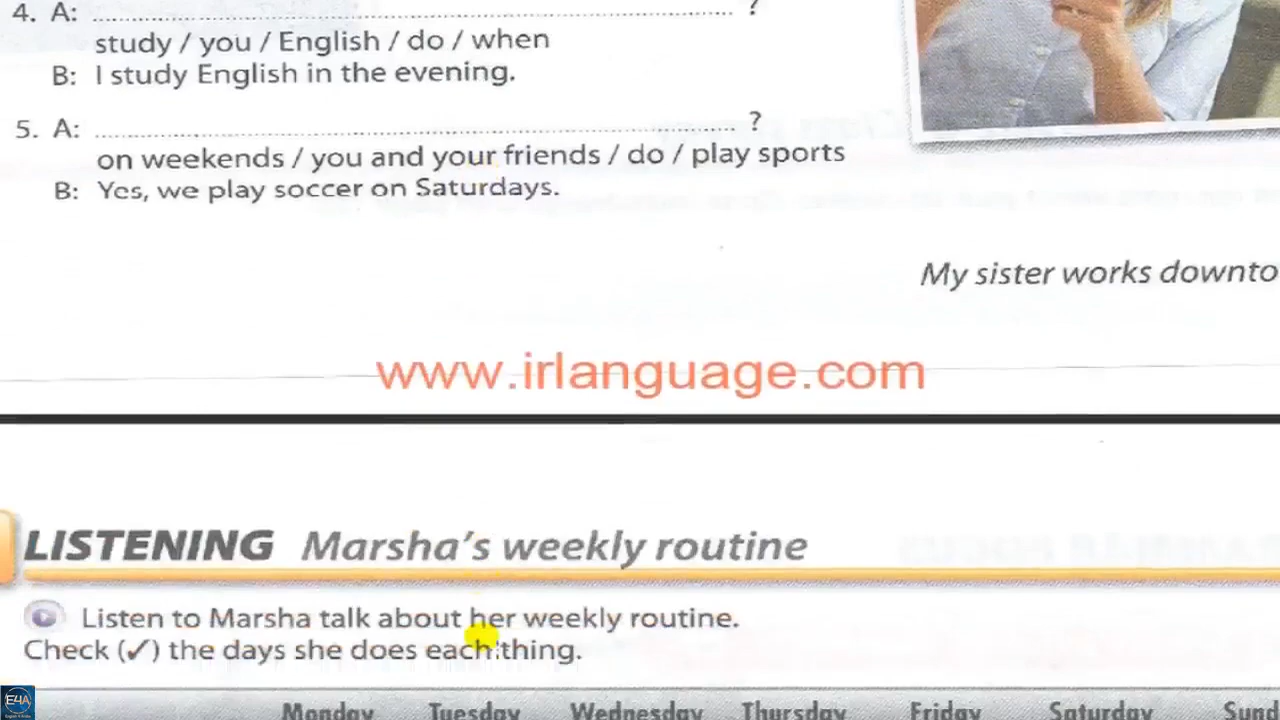 4. A: ............................................................ ?
study / you / English / do / when
B: I study English in the evening.
5. A: ............................................................ ?
on weekends / you and your friends / do / play sports
B: Yes, we play soccer on Saturdays.
My sister works downto
www.irlanguage.com
LISTENING Marsha's weekly routine
Listen to Marsha talk about her weekly routine.
Check (✓) the days she does each thing.
E4A
Monday Tuesday Wednesday Thursday Friday Saturday Sund